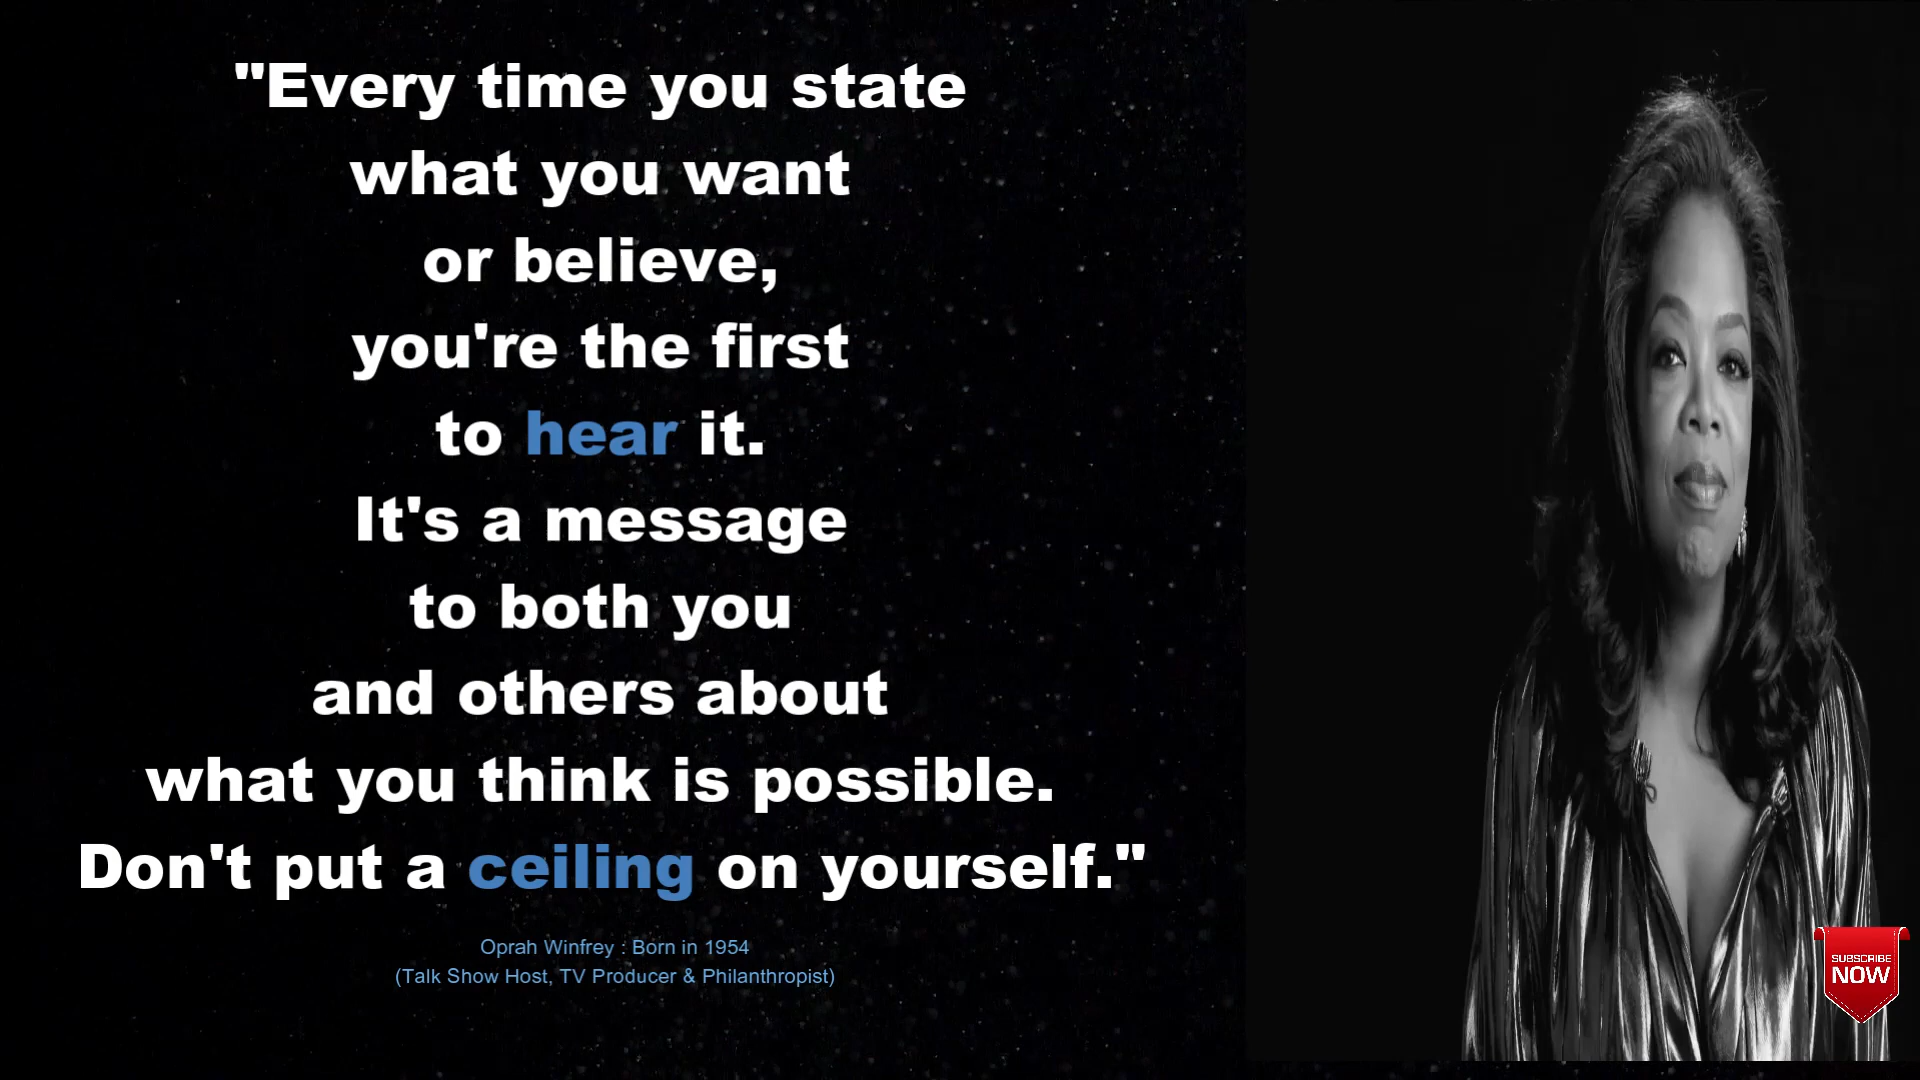 "Every time you state
what you want
or believe,
you're the first
to hear it.
It's a message
to both you
and others about
what you think is possible.
Don't put a ceiling on yourself."
Oprah Winfrey : Born in 1954
(Talk Show Host, TV Producer & Philanthropist)
SUBSCRIBE
NOW